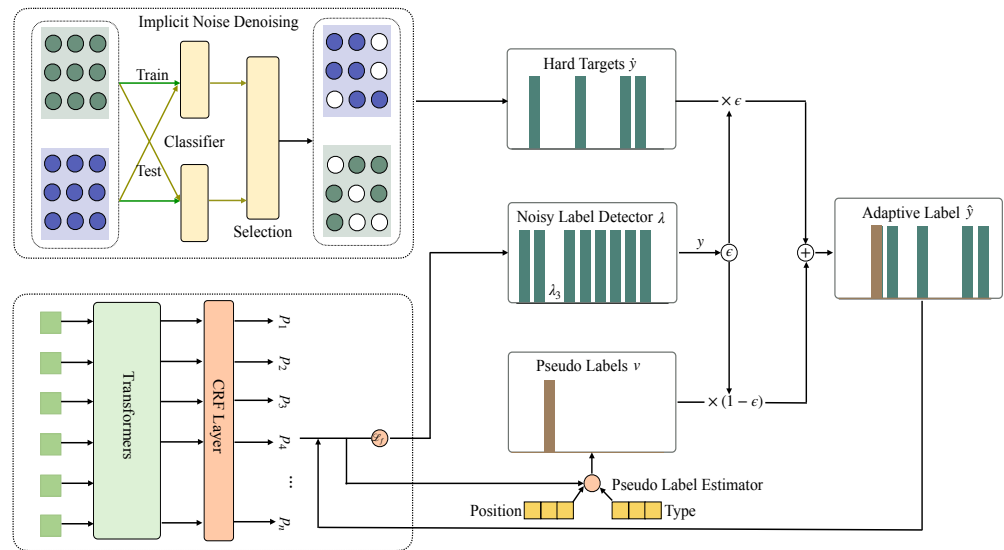 Implicit Noise Denoising
Train
Classifier
Test
Selection
Hard Targets ẏ
× ϵ
Noisy Label Detector λ
λ₃
y
ϵ
+
Adaptive Label ŷ
Pseudo Labels v
× (1 − ϵ)
Transformers
CRF Layer
p₁
p₂
p₃
p₄
...
pₙ
ℒ_f
Pseudo Label Estimator
Position
Type